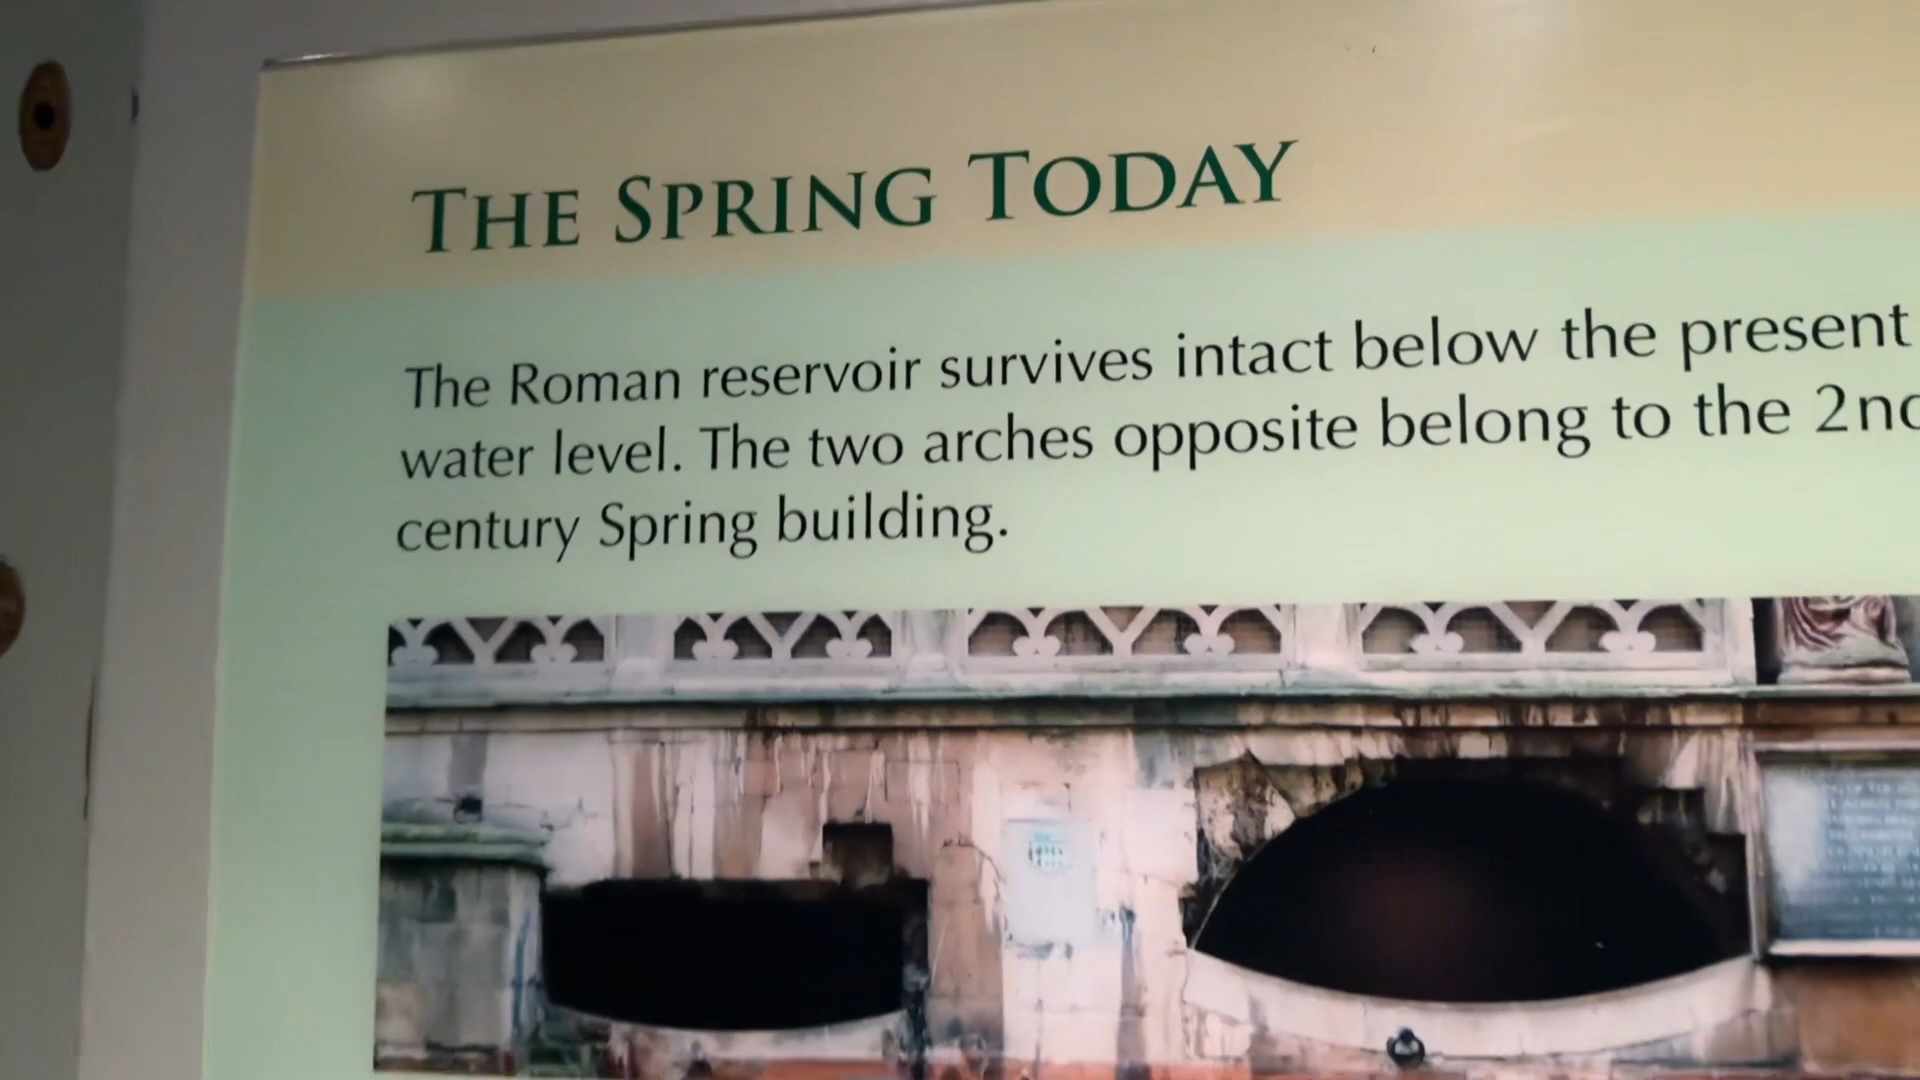 THE SPRING TODAY
The Roman reservoir survives intact below the present
water level. The two arches opposite belong to the 2nd
century Spring building.